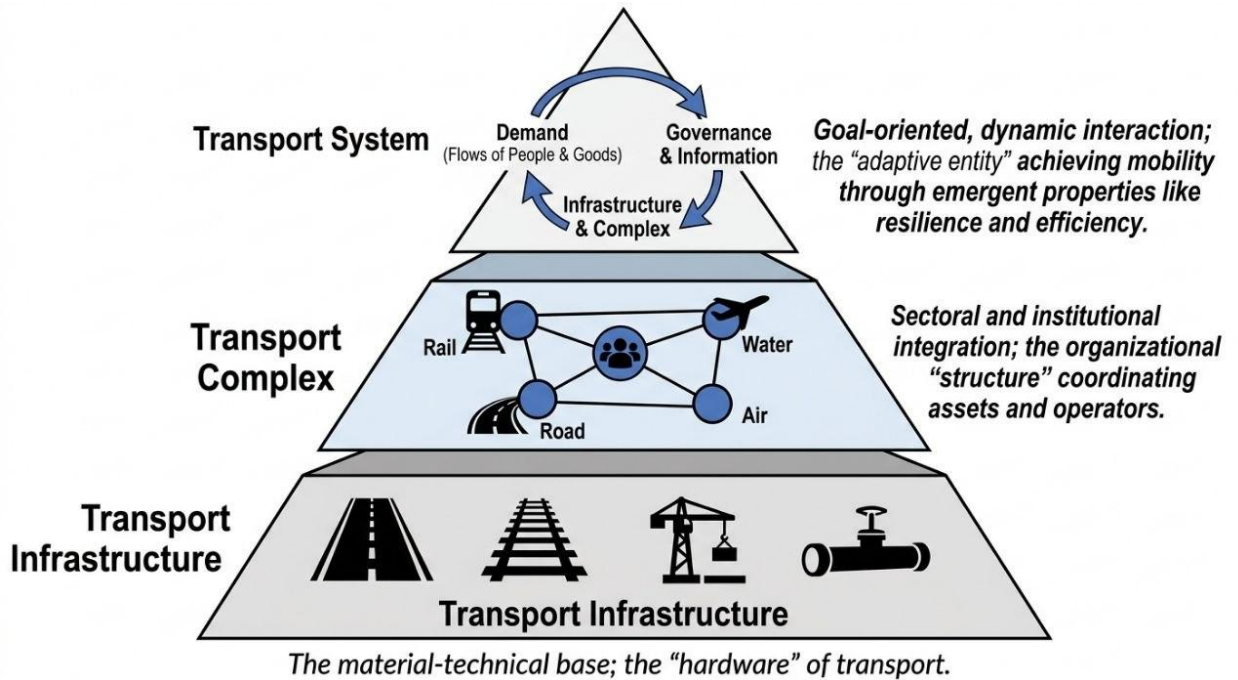 Transport System
Demand
(Flows of People & Goods)
Governance
& Information
Infrastructure
& Complex
Goal-oriented, dynamic interaction;
the “adaptive entity” achieving mobility
through emergent properties like
resilience and efficiency.
Transport
Complex
Rail
Water
Road
Air
Sectoral and institutional
integration; the organizational
“structure” coordinating
assets and operators.
Transport
Infrastructure
Transport Infrastructure
The material-technical base; the “hardware” of transport.